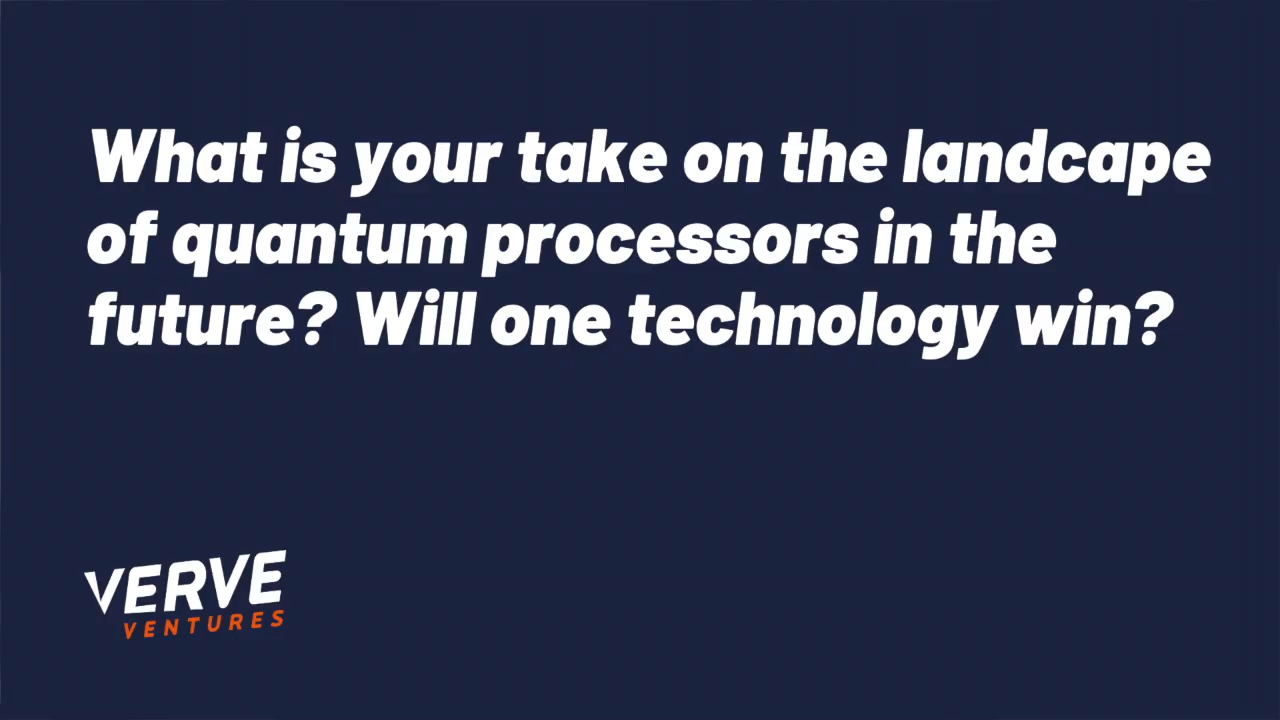 What is your take on the landcape
of quantum processors in the
future? Will one technology win?
VERVE
VENTURES